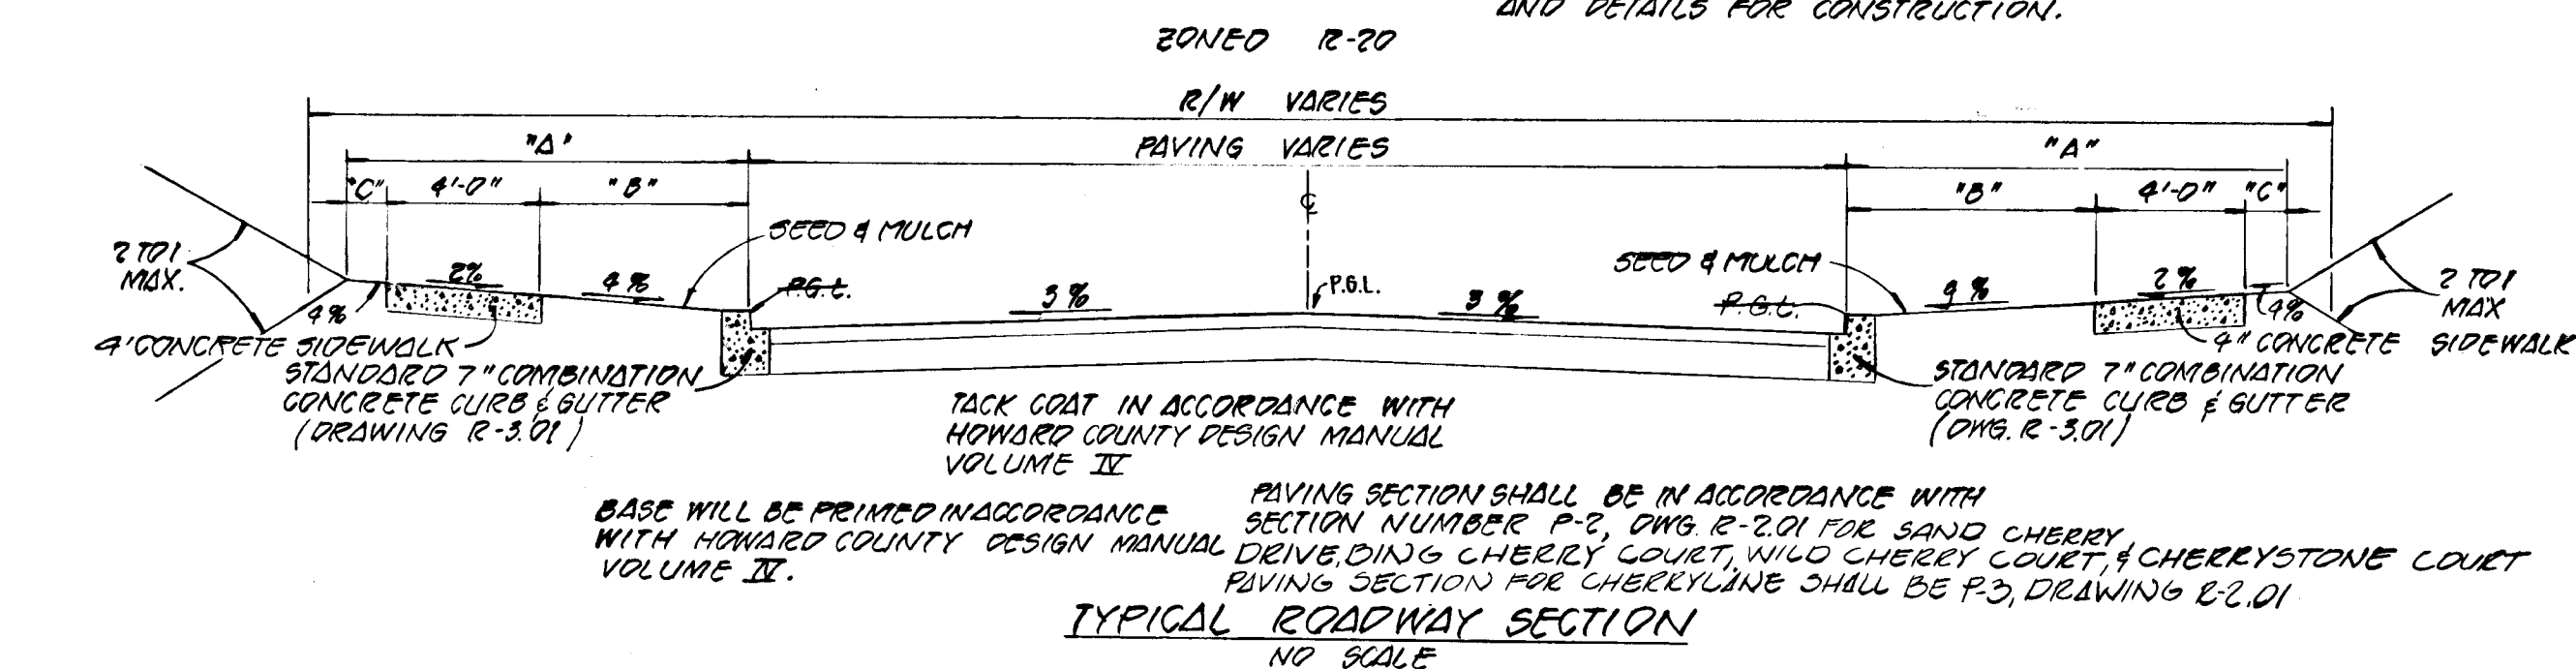 AND DETAILS FOR CONSTRUCTION.
ZONED R-20
R/W VARIES
PAVING VARIES
"A"
"A"
"C" 4'-0" "B"
"B" 4'-0" "C"
℄
SEED & MULCH
SEED & MULCH
2 TO 1
MAX.
2 TO 1
MAX
2%
4%
4%
P.G.L.
3%
P.G.L.
3%
P.G.L.
4%
2%
4%
4' CONCRETE SIDEWALK
4" CONCRETE SIDEWALK
STANDARD 7" COMBINATION
CONCRETE CURB & GUTTER
(DRAWING R-3.01)
STANDARD 7" COMBINATION
CONCRETE CURB & GUTTER
(DWG. R-3.01)
TACK COAT IN ACCORDANCE WITH
HOWARD COUNTY DESIGN MANUAL
VOLUME IV
BASE WILL BE PRIMED IN ACCORDANCE
WITH HOWARD COUNTY DESIGN MANUAL
VOLUME IV.
PAVING SECTION SHALL BE IN ACCORDANCE WITH
SECTION NUMBER P-2, DWG. R-2.01 FOR SAND CHERRY
DRIVE, BING CHERRY COURT, WILD CHERRY COURT, & CHERRYSTONE COURT
PAVING SECTION FOR CHERRYLANE SHALL BE P-3, DRAWING R-2.01
TYPICAL ROADWAY SECTION
NO SCALE